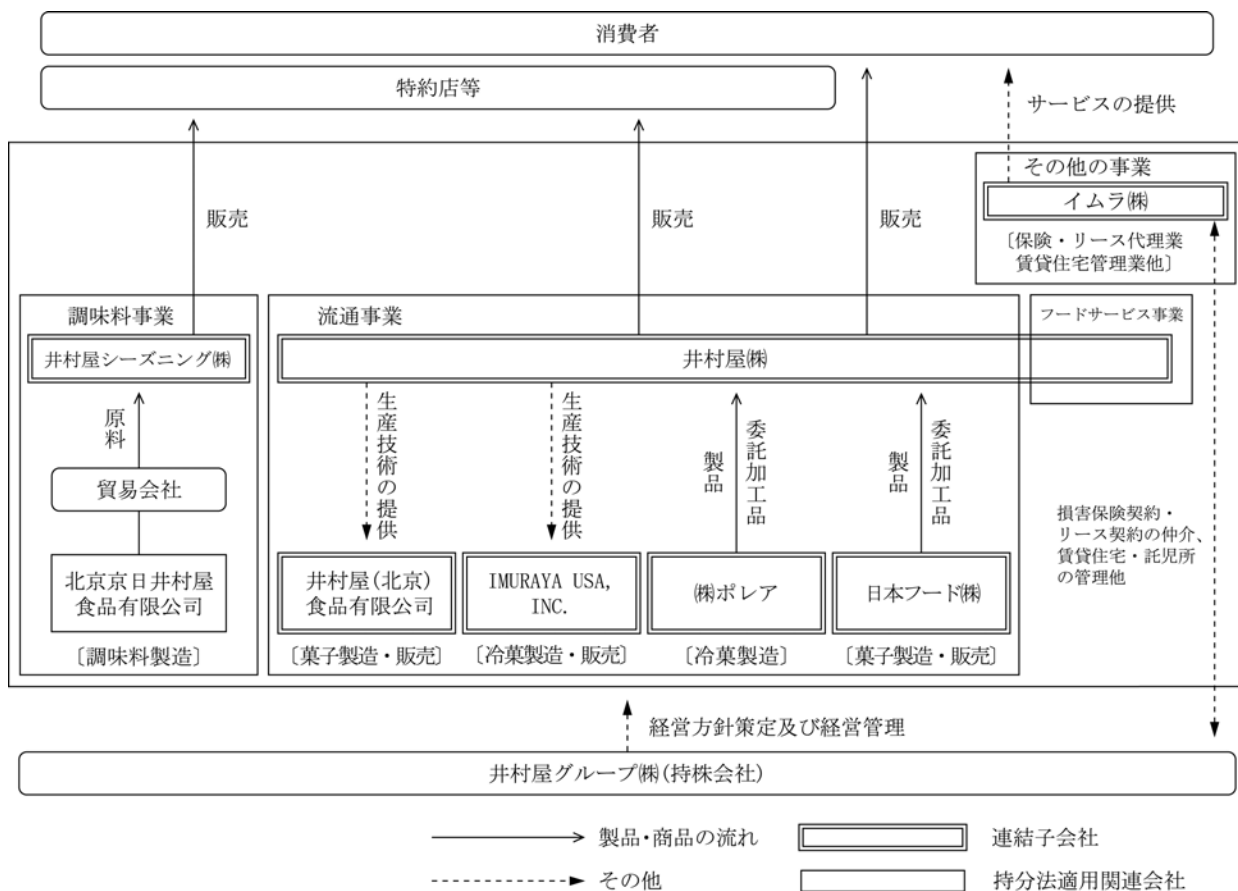 消費者
特約店等
サービスの提供
その他の事業
イムラ㈱
〔保険・リース代理業
賃貸住宅管理業他〕
販売
販売
販売
調味料事業
井村屋シーズニング㈱
原料
貿易会社
北京京日井村屋
食品有限公司
〔調味料製造〕
流通事業
フードサービス事業
井村屋㈱
生産技術の提供
生産技術の提供
製品
委託加工品
製品
委託加工品
井村屋(北京)
食品有限公司
〔菓子製造・販売〕
IMURAYA USA,
INC.
〔冷菓製造・販売〕
㈱ポレア
〔冷菓製造〕
日本フード㈱
〔菓子製造・販売〕
損害保険契約・
リース契約の仲介、
賃貸住宅・託児所
の管理他
経営方針策定及び経営管理
井村屋グループ㈱(持株会社)
製品・商品の流れ
連結子会社
その他
持分法適用関連会社